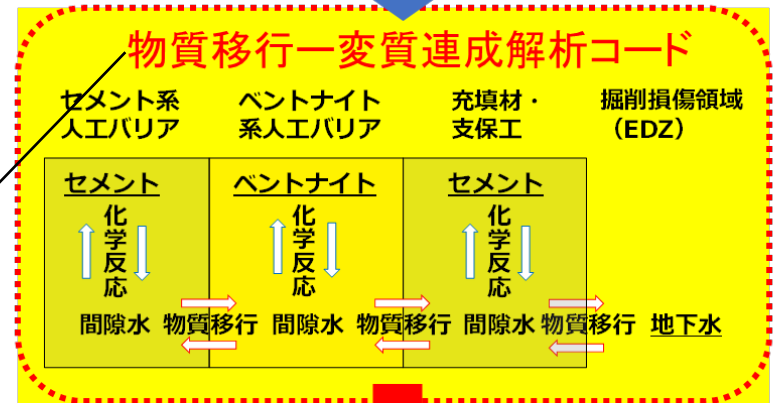 物質移行ー変質連成解析コード
セメント系
人工バリア
ベントナイト
系人工バリア
充填材・
支保工
掘削損傷領域
（EDZ）
セメント
化学反応
間隙水
物質移行
ベントナイト
化学反応
間隙水
物質移行
セメント
化学反応
間隙水
物質移行
地下水